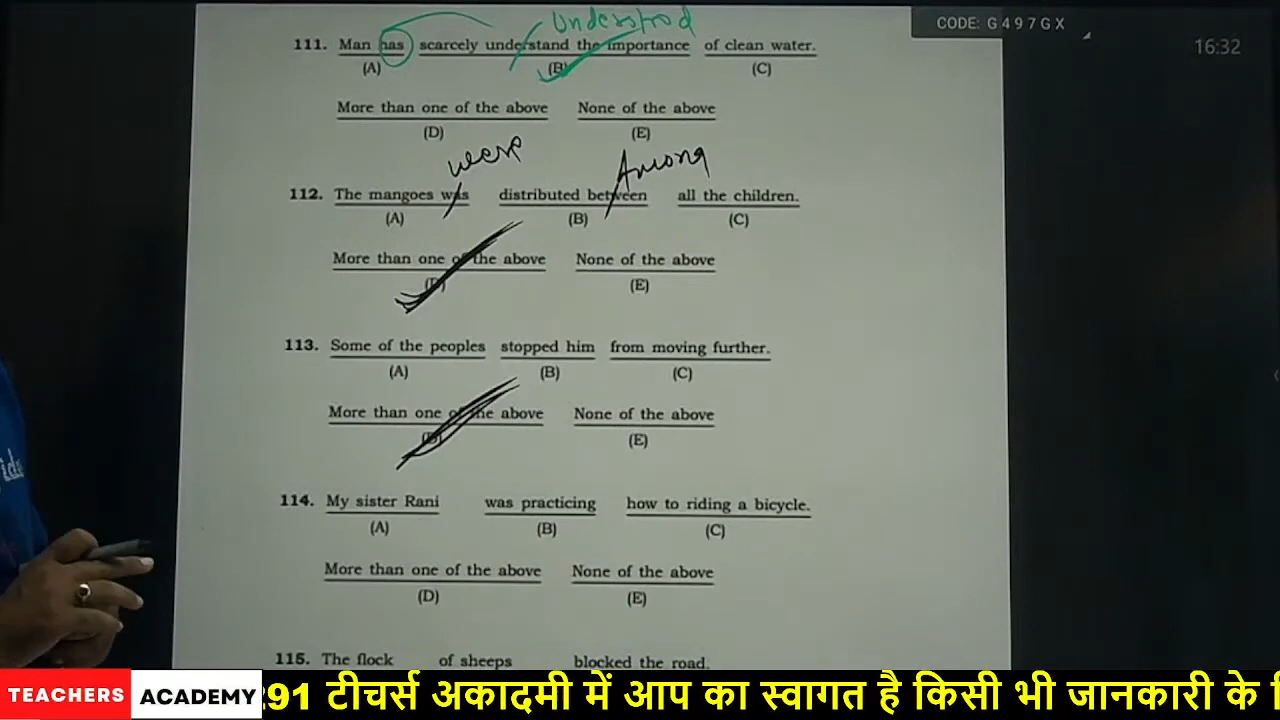 Understood
CODE: G497GX
16:32
111. Man has scarcely understand the importance of clean water.
(A) (B) (C)
More than one of the above None of the above
(D) (E)
were Among
112. The mangoes was distributed between all the children.
(A) (B) (C)
More than one of the above None of the above
(D) (E)
113. Some of the peoples stopped him from moving further.
(A) (B) (C)
More than one of the above None of the above
(D) (E)
114. My sister Rani was practicing how to riding a bicycle.
(A) (B) (C)
More than one of the above None of the above
(D) (E)
115. The flock of sheeps blocked the road.
TEACHERS ACADEMY 291 टीचर्स अकादमी में आप का स्वागत है किसी भी जानकारी के